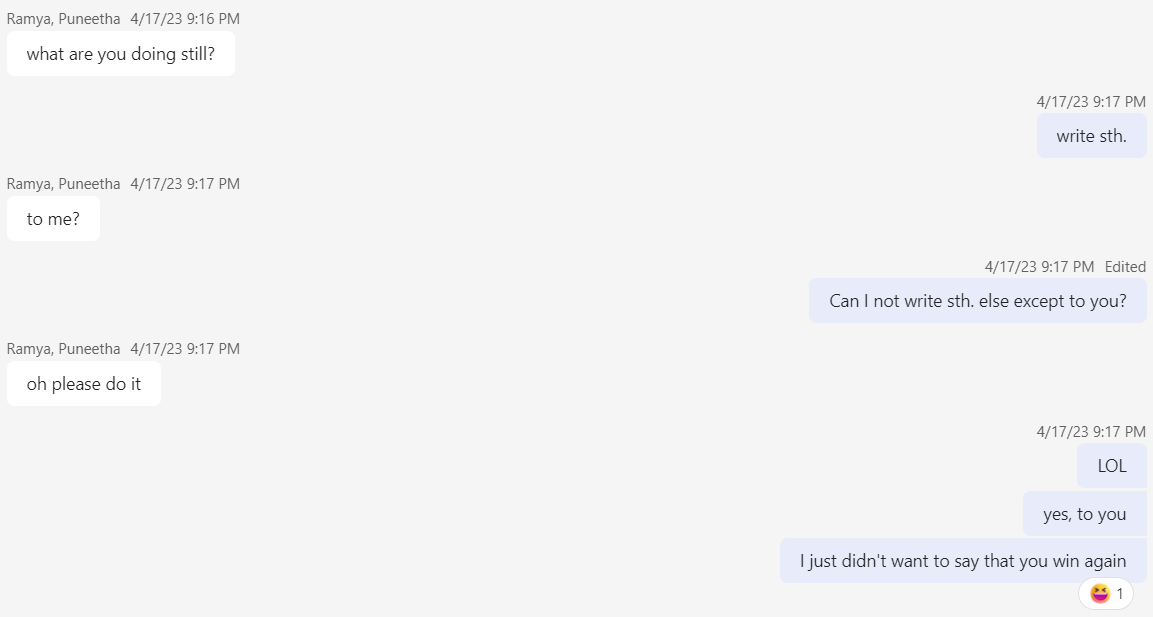 Ramya, Puneetha 4/17/23 9:16 PM
what are you doing still?
4/17/23 9:17 PM
write sth.
Ramya, Puneetha 4/17/23 9:17 PM
to me?
4/17/23 9:17 PM Edited
Can I not write sth. else except to you?
Ramya, Puneetha 4/17/23 9:17 PM
oh please do it
4/17/23 9:17 PM
LOL
yes, to you
I just didn't want to say that you win again
1